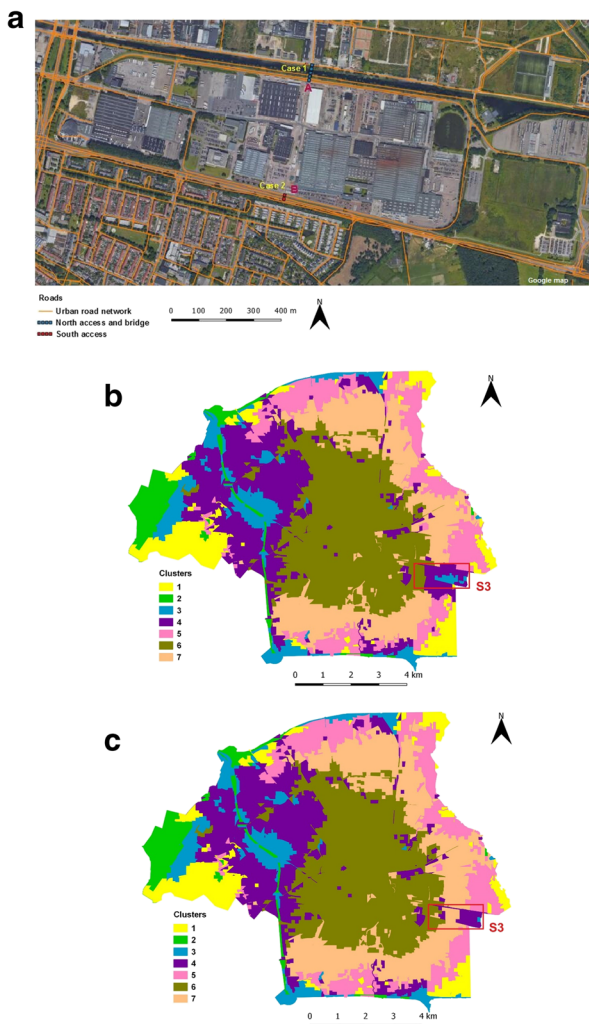 a
Case 1
A
Case 2
B
Google map
Roads
Urban road network
North access and bridge
South access
0 100 200 300 400 m
N
b
N
Clusters
1
2
3
4
5
6
7
S3
0 1 2 3 4 km
c
N
Clusters
1
2
3
4
5
6
7
S3
0 1 2 3 4 km